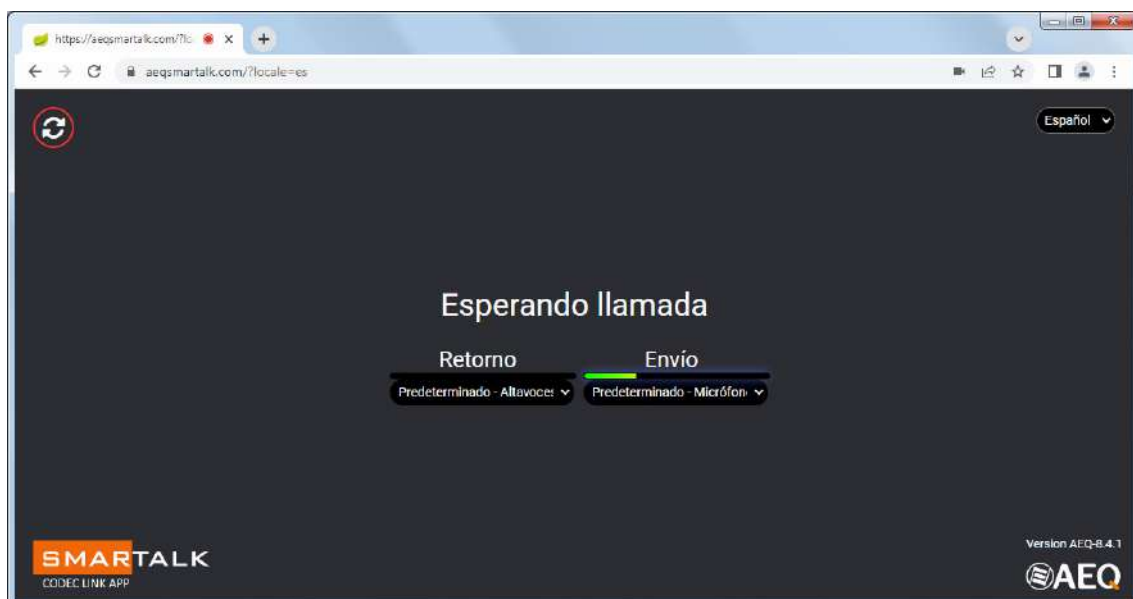 https://aeqsmartalk.com/?lo
aeqsmartalk.com/?locale=es
Español
Esperando llamada
Retorno Envío
Predeterminado - Altavoces Predeterminado - Micrófon
SMARTALK
CODEC LINK APP
Version AEQ-8.4.1
AEQ